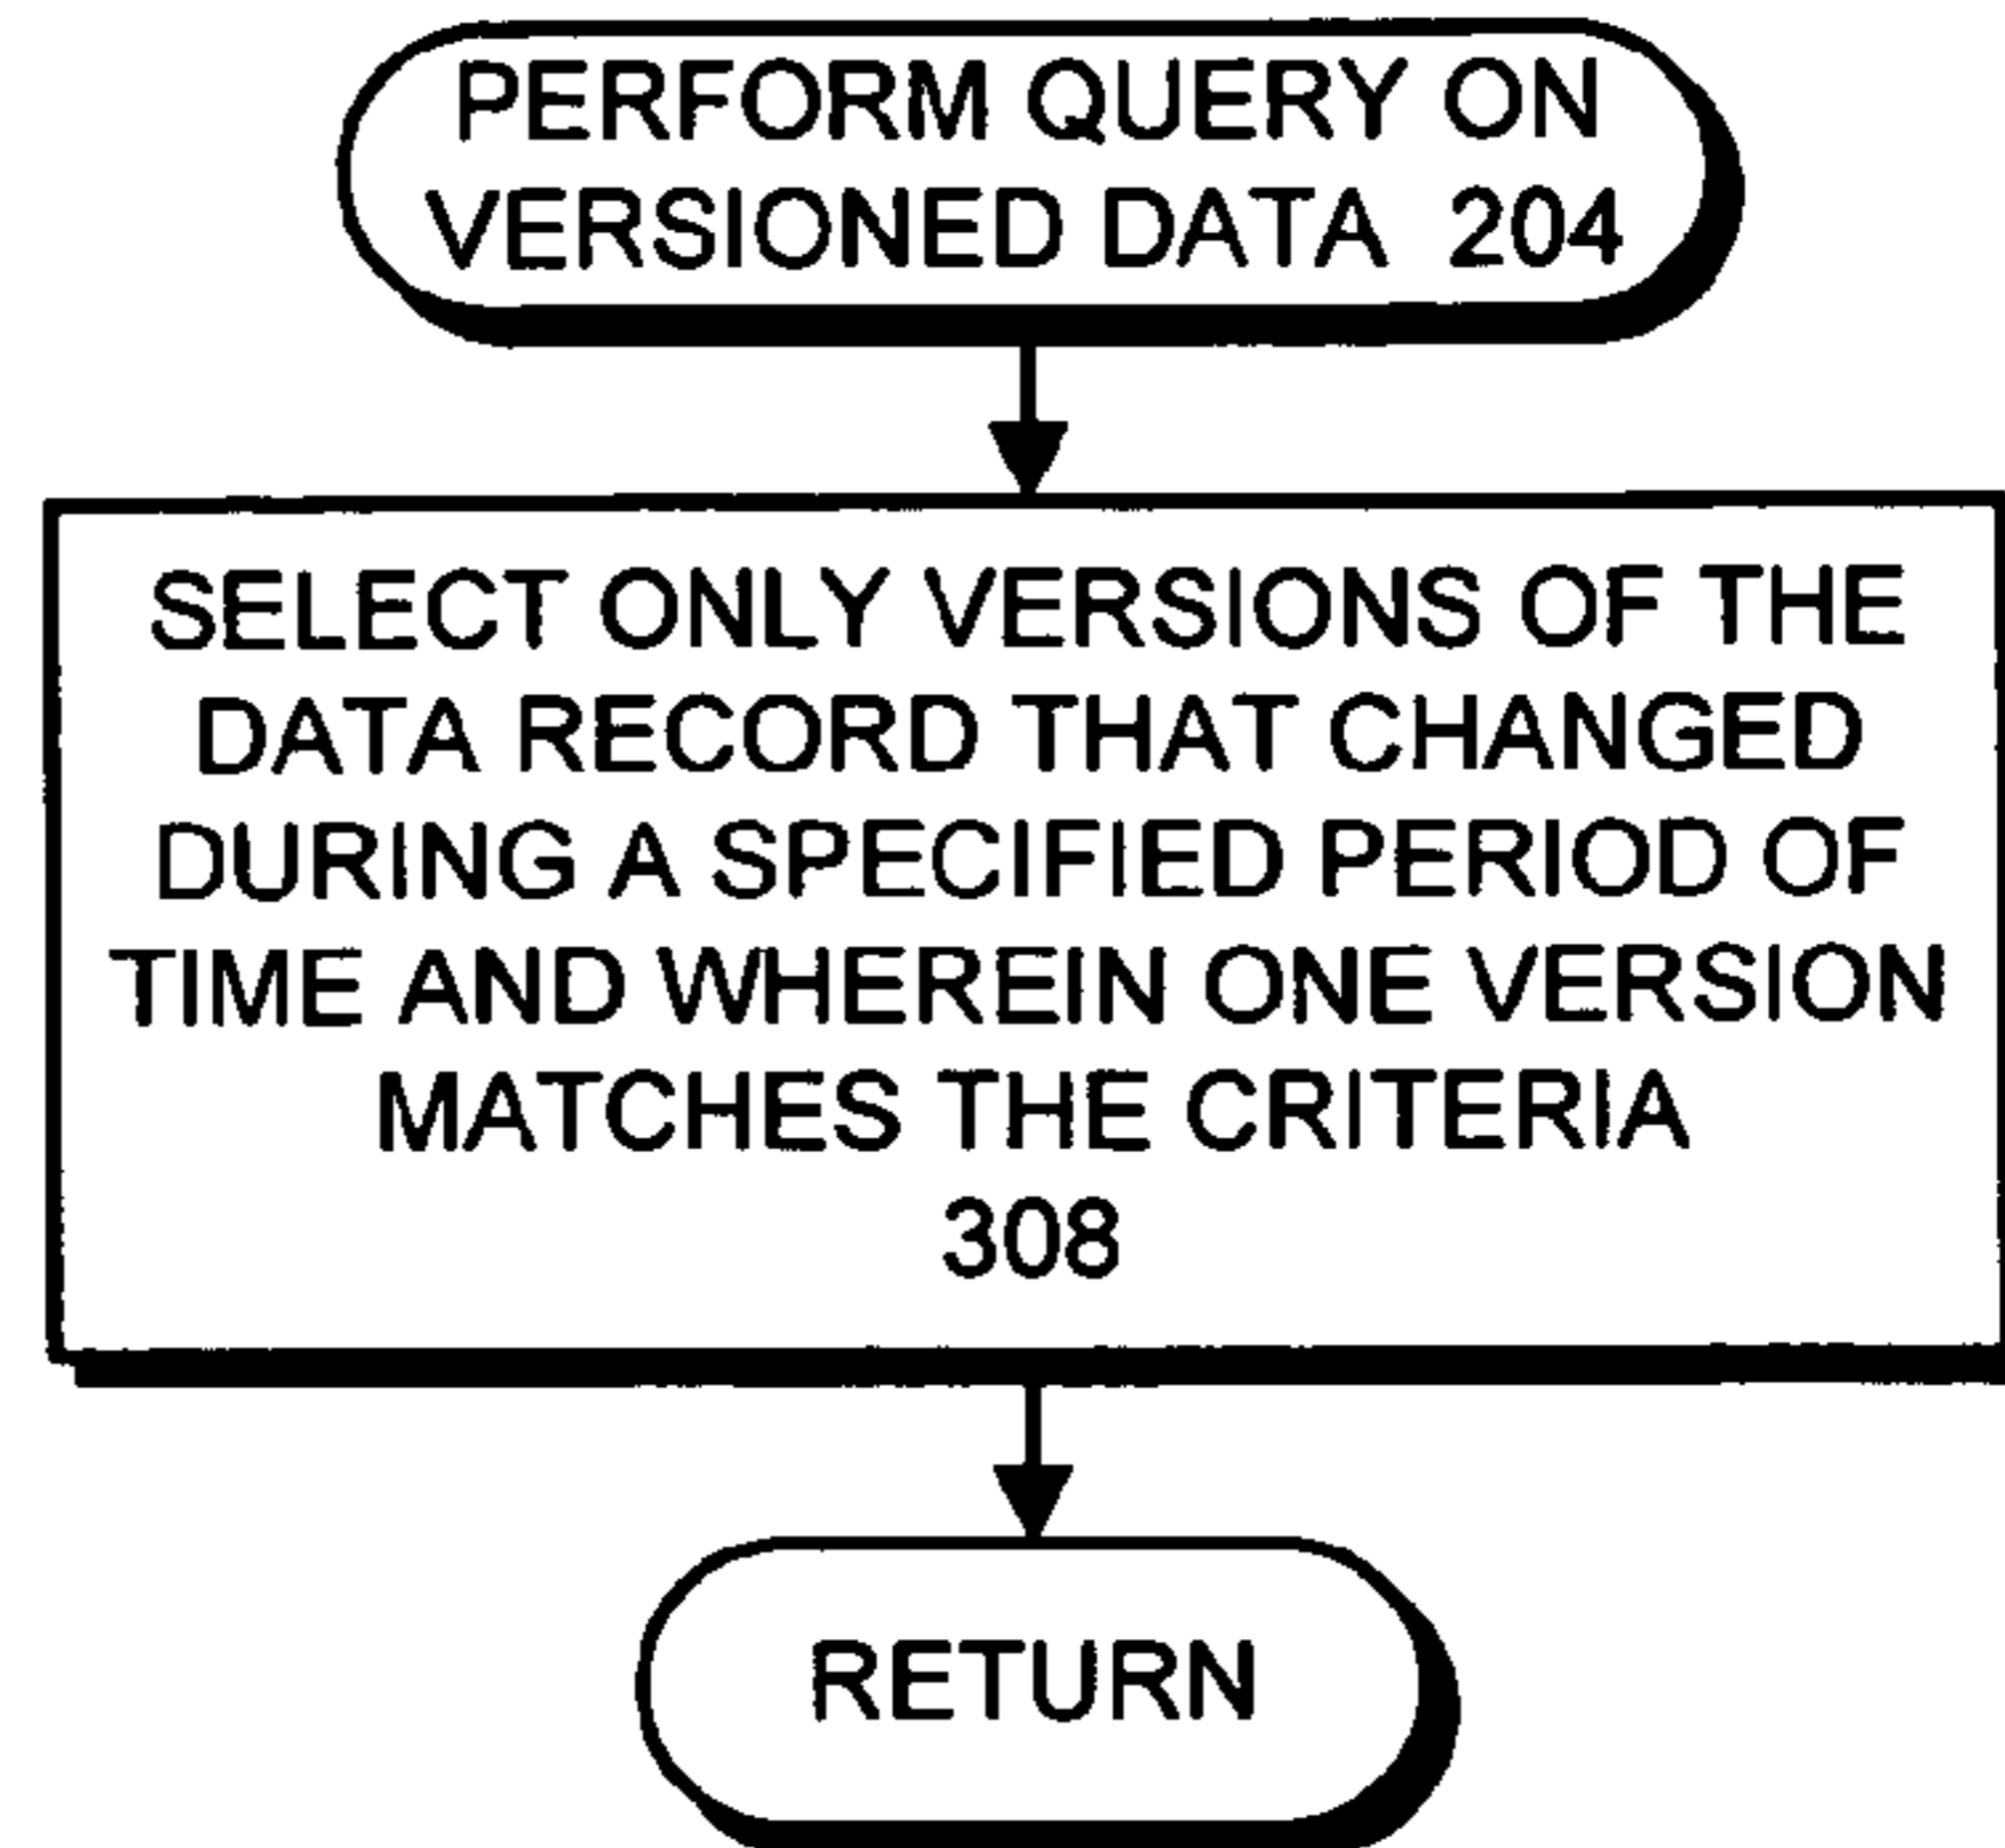 PERFORM QUERY ON
VERSIONED DATA 204
SELECT ONLY VERSIONS OF THE
DATA RECORD THAT CHANGED
DURING A SPECIFIED PERIOD OF
TIME AND WHEREIN ONE VERSION
MATCHES THE CRITERIA
308
RETURN